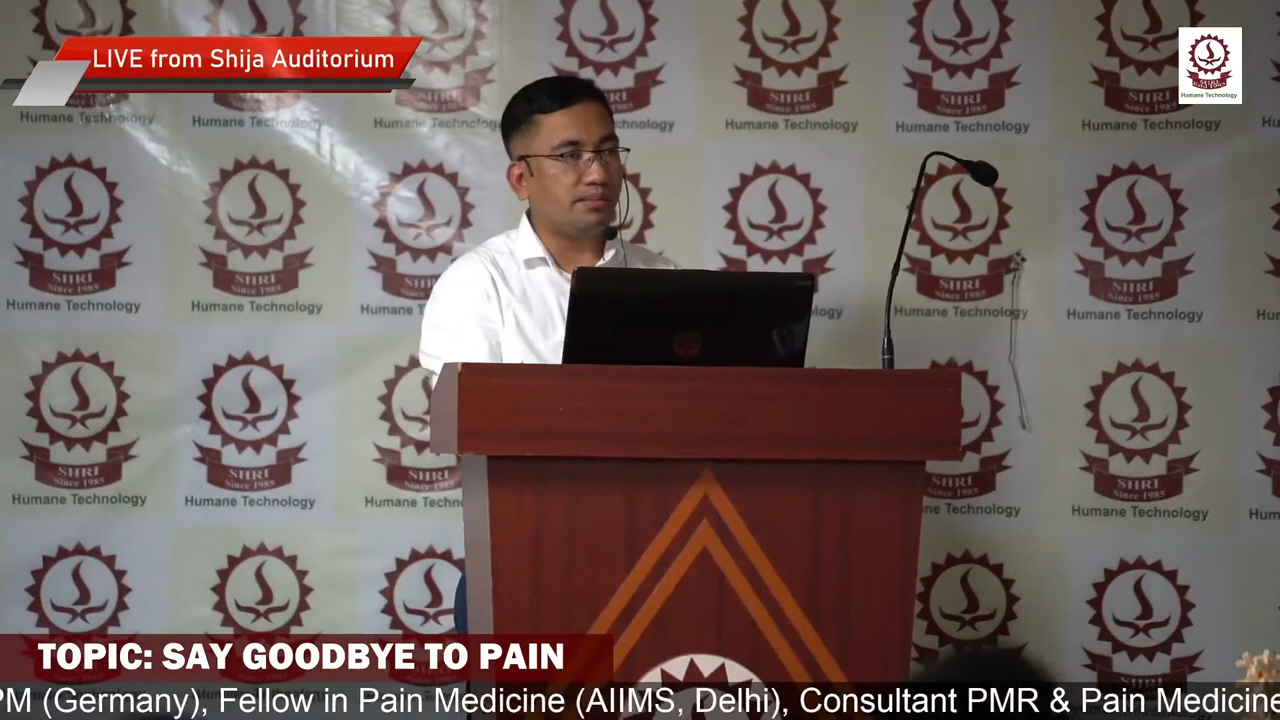 LIVE from Shija Auditorium
SHRI
Since 1985
Humane Technology
TOPIC: SAY GOODBYE TO PAIN
PM (Germany), Fellow in Pain Medicine (AIIMS, Delhi), Consultant PMR & Pain Medicine